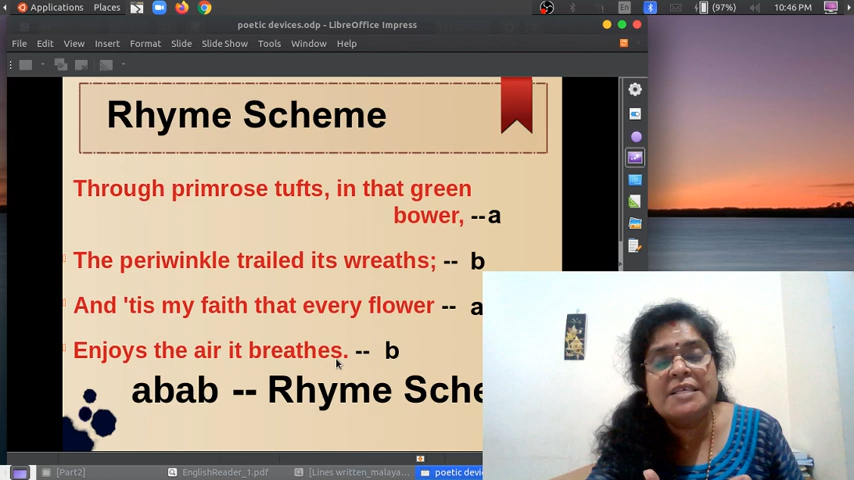 Applications Places En (97%) 10:46 PM
poetic devices.odp - LibreOffice Impress
File Edit View Insert Format Slide Slide Show Tools Window Help
Rhyme Scheme
Through primrose tufts, in that green
bower, -- a
The periwinkle trailed its wreaths; -- b
And 'tis my faith that every flower -- a
Enjoys the air it breathes. -- b
abab -- Rhyme Sche
[Part2] EnglishReader_1.pdf [Lines written_malaya... poetic devi